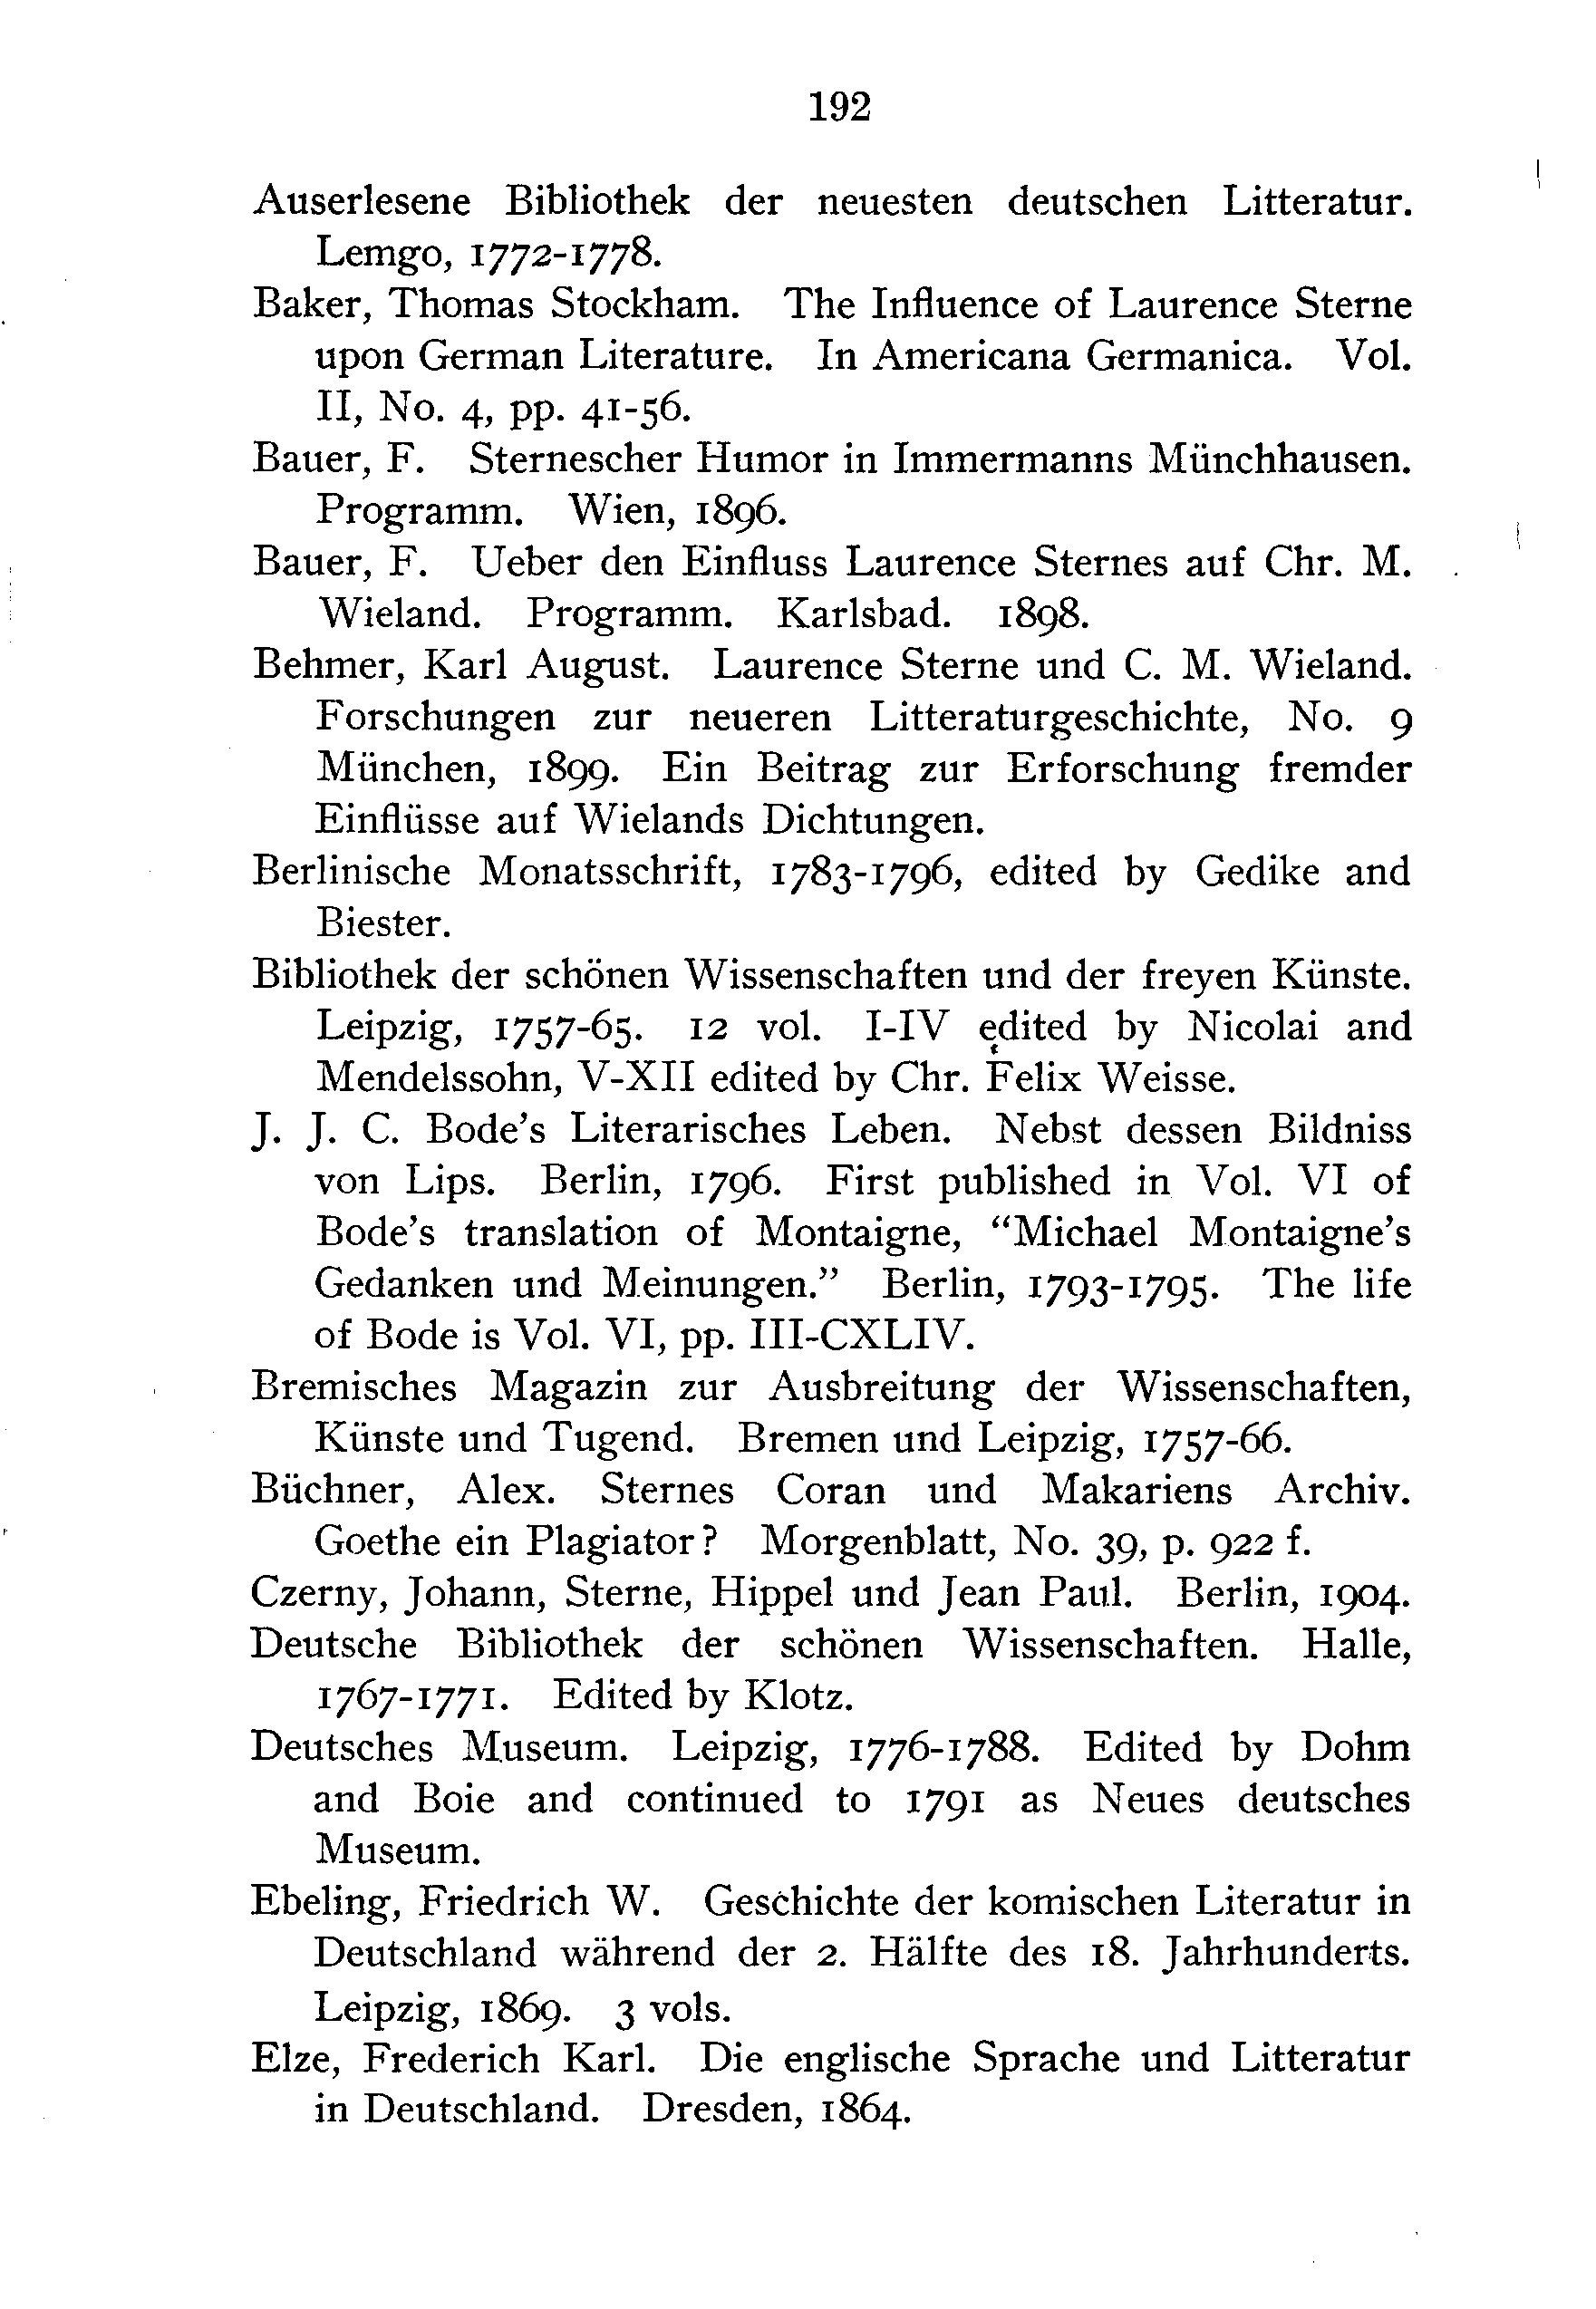 192
Auserlesene Bibliothek der neuesten deutschen Litteratur.
Lemgo, 1772-1778.
Baker, Thomas Stockham. The Influence of Laurence Sterne
upon German Literature. In Americana Germanica. Vol.
II, No. 4, pp. 41-56.
Bauer, F. Sternescher Humor in Immermanns Münchhausen.
Programm. Wien, 1896.
Bauer, F. Ueber den Einfluss Laurence Sternes auf Chr. M.
Wieland. Programm. Karlsbad. 1898.
Behmer, Karl August. Laurence Sterne und C. M. Wieland.
Forschungen zur neueren Litteraturgeschichte, No. 9
München, 1899. Ein Beitrag zur Erforschung fremder
Einflüsse auf Wielands Dichtungen.
Berlinische Monatsschrift, 1783-1796, edited by Gedike and
Biester.
Bibliothek der schönen Wissenschaften und der freyen Künste.
Leipzig, 1757-65. 12 vol. I-IV edited by Nicolai and
Mendelssohn, V-XII edited by Chr. Felix Weisse.
J. J. C. Bode's Literarisches Leben. Nebst dessen Bildniss
von Lips. Berlin, 1796. First published in Vol. VI of
Bode's translation of Montaigne, "Michael Montaigne's
Gedanken und Meinungen." Berlin, 1793-1795. The life
of Bode is Vol. VI, pp. III-CXLIV.
Bremisches Magazin zur Ausbreitung der Wissenschaften,
Künste und Tugend. Bremen und Leipzig, 1757-66.
Büchner, Alex. Sternes Coran und Makariens Archiv.
Goethe ein Plagiator? Morgenblatt, No. 39, p. 922 f.
Czerny, Johann, Sterne, Hippel und Jean Paul. Berlin, 1904.
Deutsche Bibliothek der schönen Wissenschaften. Halle,
1767-1771. Edited by Klotz.
Deutsches Museum. Leipzig, 1776-1788. Edited by Dohm
and Boie and continued to 1791 as Neues deutsches
Museum.
Ebeling, Friedrich W. Geschichte der komischen Literatur in
Deutschland während der 2. Hälfte des 18. Jahrhunderts.
Leipzig, 1869. 3 vols.
Elze, Frederich Karl. Die englische Sprache und Litteratur
in Deutschland. Dresden, 1864.